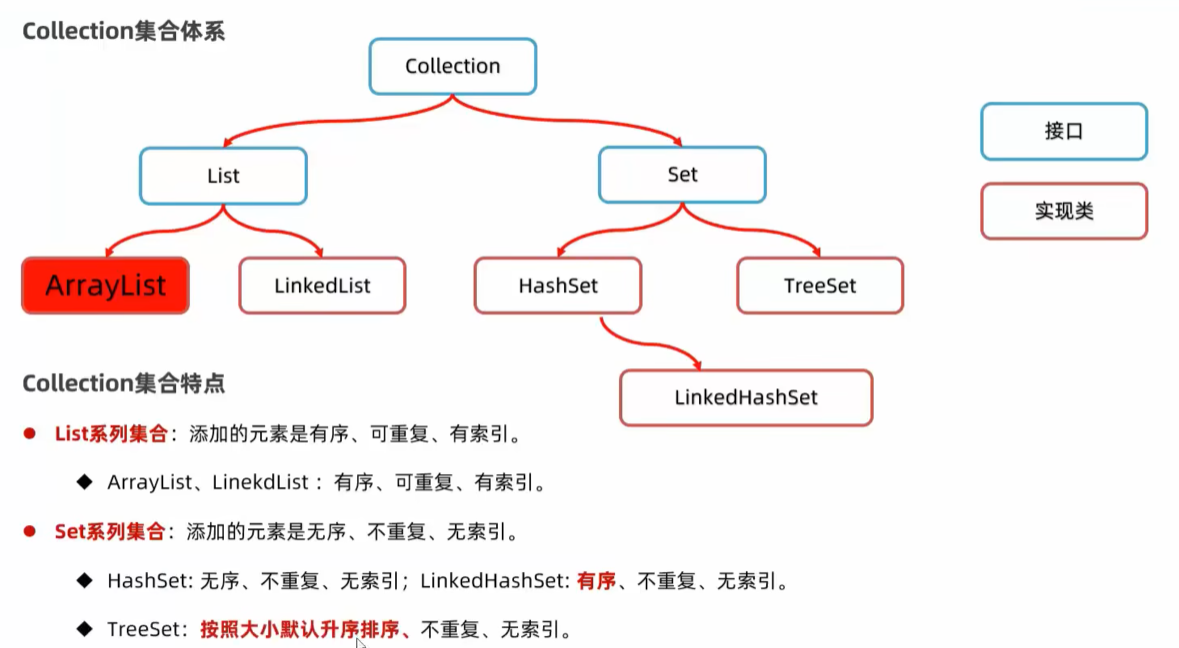 Collection集合体系
Collection
接口
List
Set
实现类
ArrayList
LinkedList
HashSet
TreeSet
LinkedHashSet
Collection集合特点
● List系列集合：添加的元素是有序、可重复、有索引。
◆ ArrayList、LinekdList ：有序、可重复、有索引。
● Set系列集合：添加的元素是无序、不重复、无索引。
◆ HashSet: 无序、不重复、无索引；LinkedHashSet: 有序、不重复、无索引。
◆ TreeSet：按照大小默认升序排序、不重复、无索引。